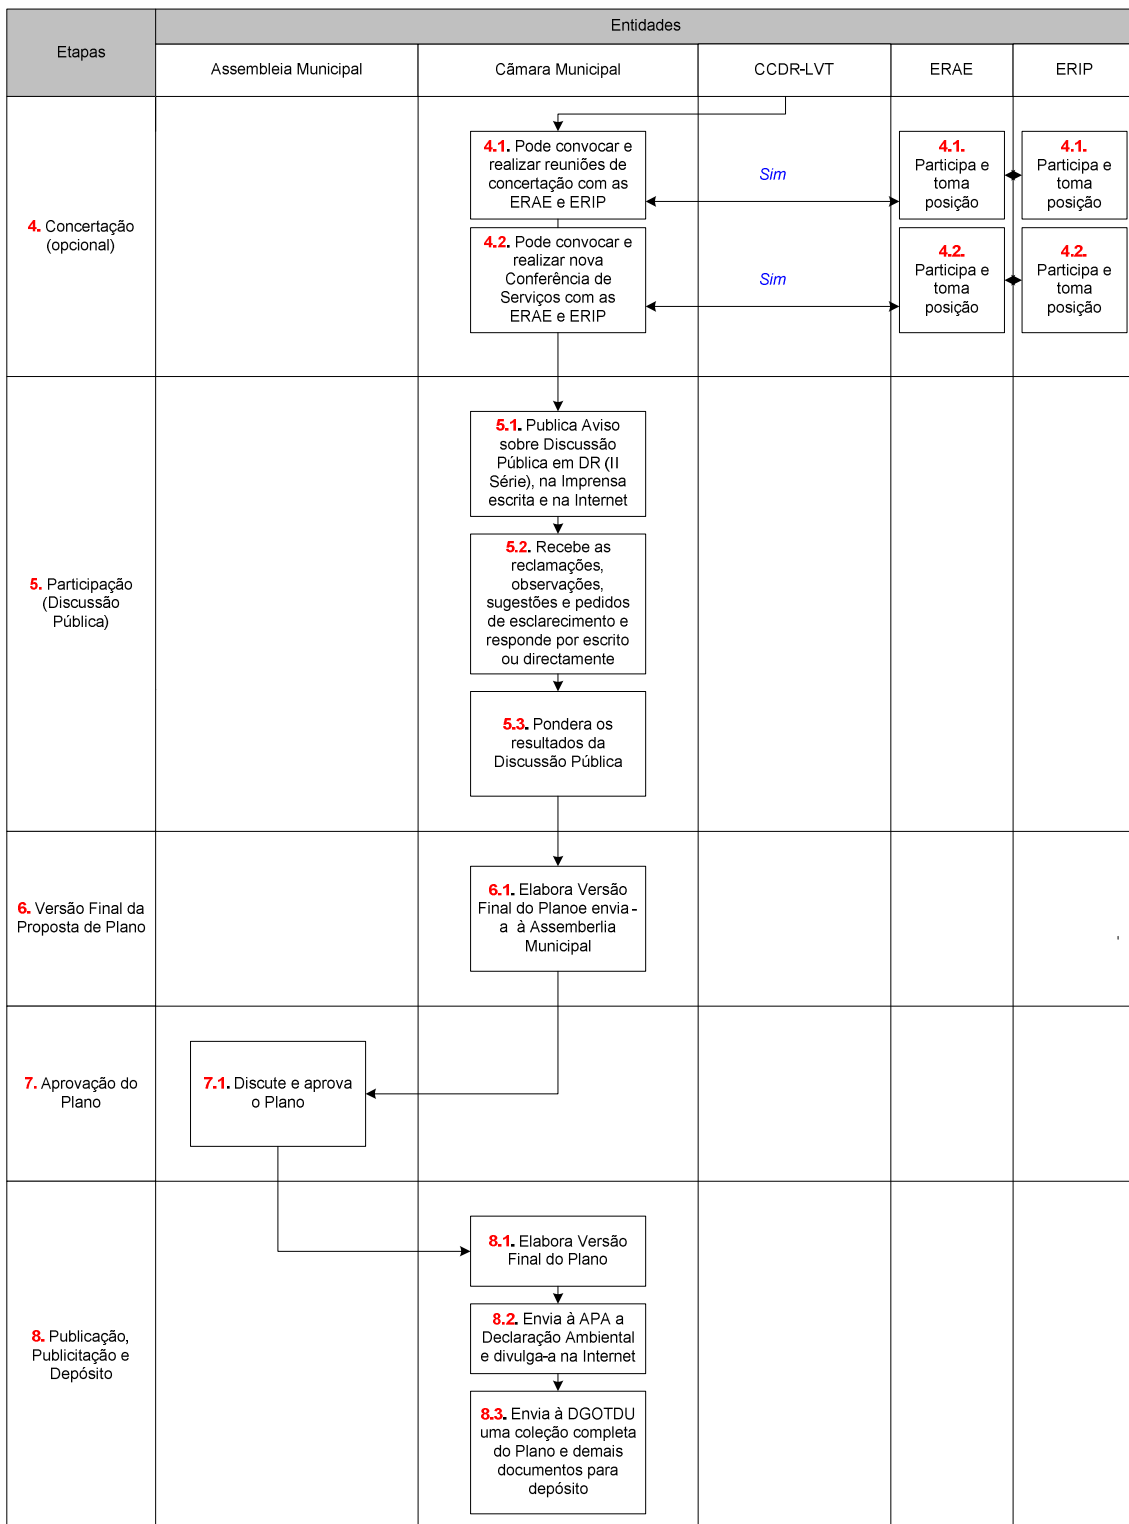 Etapas
Entidades
Assembleia Municipal
Câmara Municipal
CCDR-LVT
ERAE
ERIP
4. Concertação
(opcional)
4.1. Pode convocar e
realizar reuniões de
concertação com as
ERAE e ERIP
Sim
4.1.
Participa e
toma
posição
4.1.
Participa e
toma
posição
4.2. Pode convocar e
realizar nova
Conferência de
Serviços com as
ERAE e ERIP
Sim
4.2.
Participa e
toma
posição
4.2.
Participa e
toma
posição
5. Participação
(Discussão
Pública)
5.1. Publica Aviso
sobre Discussão
Pública em DR (II
Série), na Imprensa
escrita e na Internet
5.2. Recebe as
reclamações,
observações,
sugestões e pedidos
de esclarecimento e
responde por escrito
ou directamente
5.3. Pondera os
resultados da
Discussão Pública
6. Versão Final da
Proposta de Plano
6.1. Elabora Versão
Final do Planoe envia-
a à Assemberlia
Municipal
7. Aprovação do
Plano
7.1. Discute e aprova
o Plano
8. Publicação,
Publicitação e
Depósito
8.1. Elabora Versão
Final do Plano
8.2. Envia à APA a
Declaração Ambiental
e divulga-a na Internet
8.3. Envia à DGOTDU
uma coleção completa
do Plano e demais
documentos para
depósito